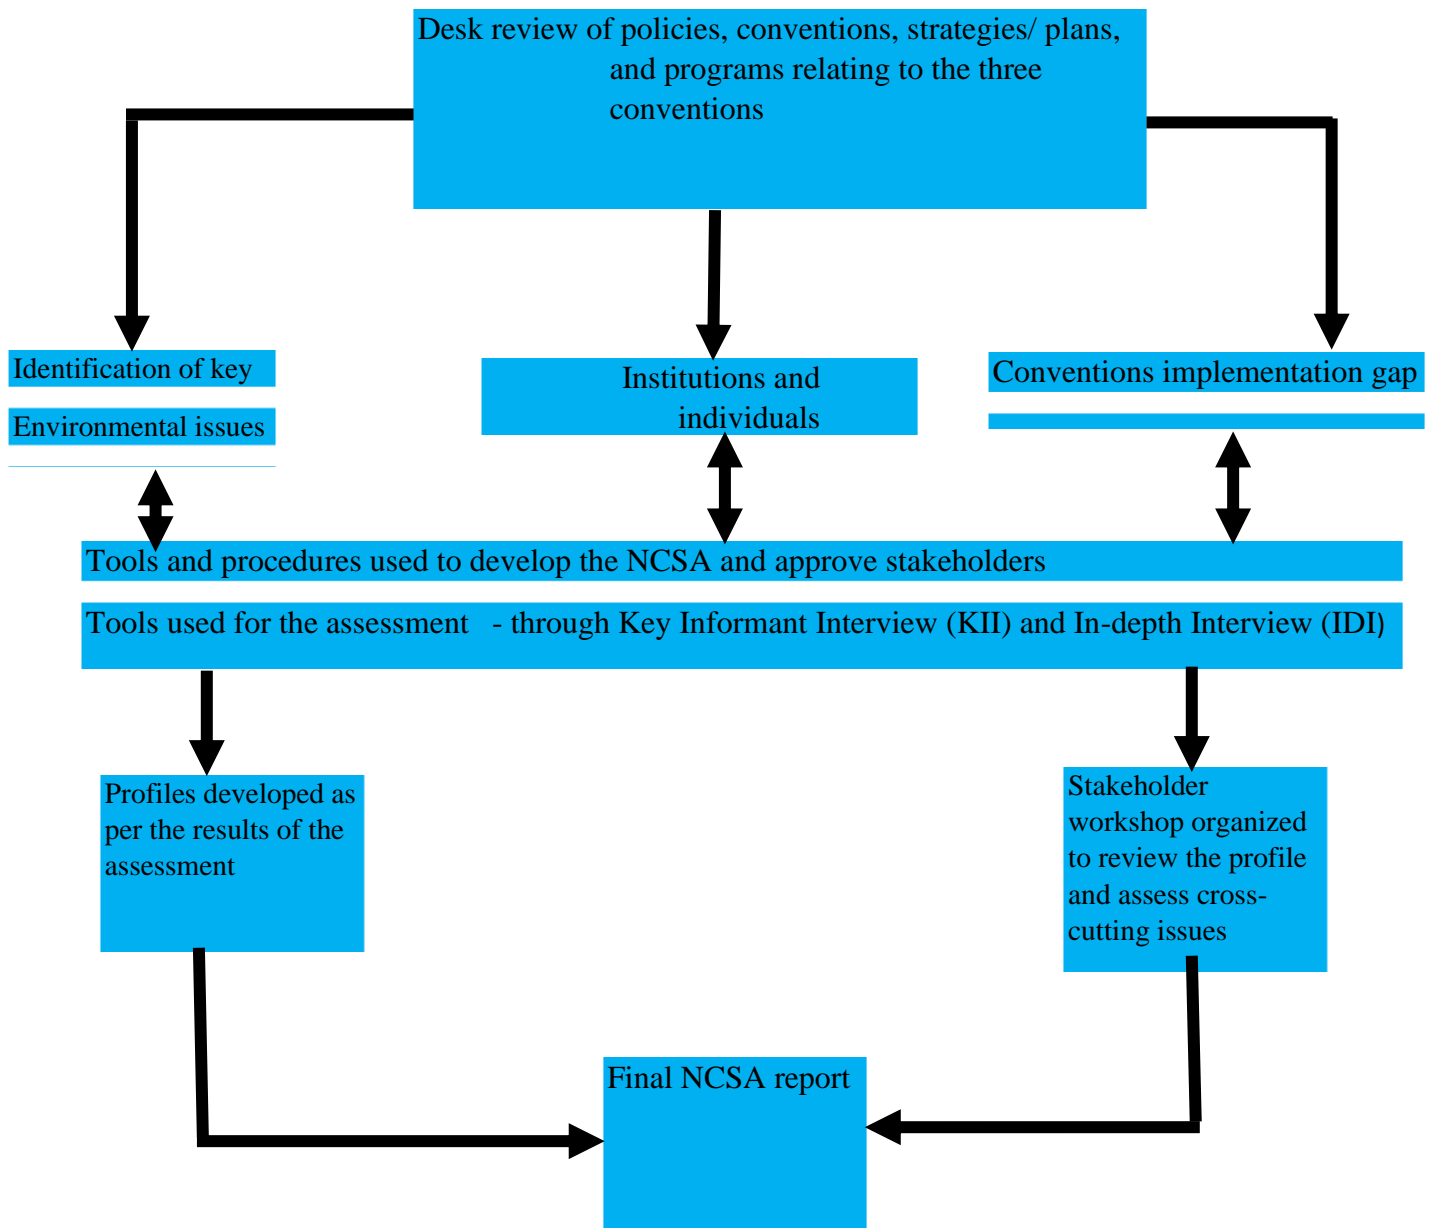 Desk review of policies, conventions, strategies/ plans,
and programs relating to the three
conventions
Identification of key
Environmental issues
Institutions and
individuals
Conventions implementation gap
Tools and procedures used to develop the NCSA and approve stakeholders
Tools used for the assessment - through Key Informant Interview (KII) and In-depth Interview (IDI)
Profiles developed as
per the results of the
assessment
Stakeholder
workshop organized
to review the profile
and assess cross-
cutting issues
Final NCSA report